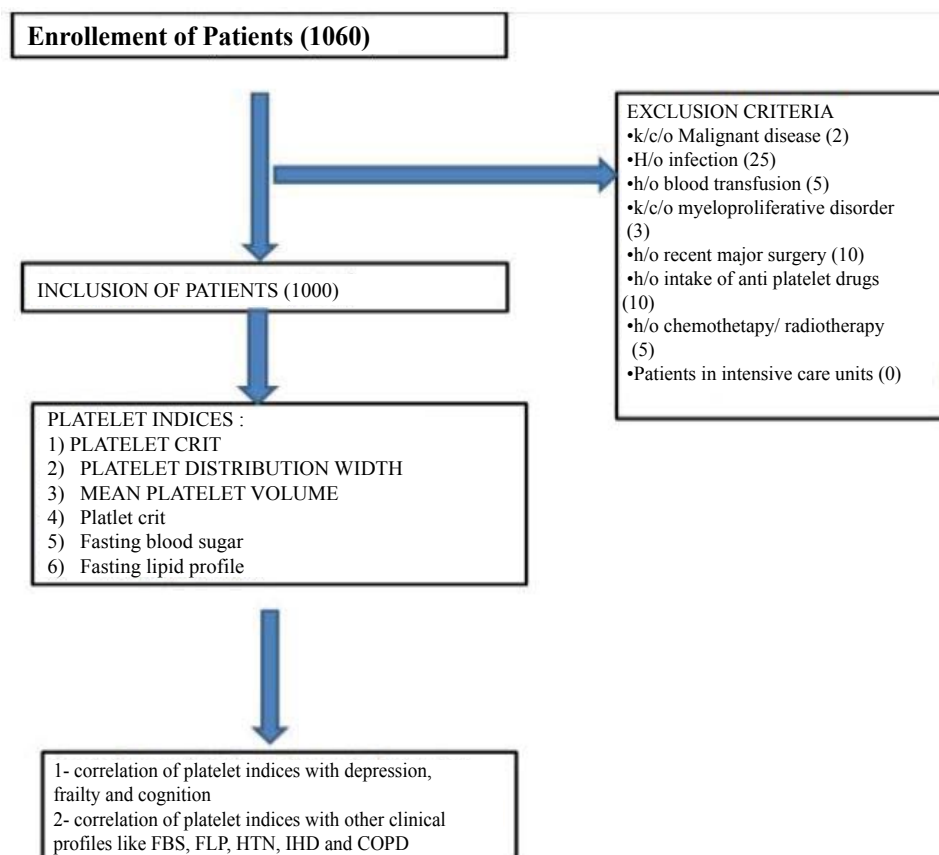 Enrollement of Patients (1060)
EXCLUSION CRITERIA
•k/c/o Malignant disease (2)
•H/o infection (25)
•h/o blood transfusion (5)
•k/c/o myeloproliferative disorder
(3)
•h/o recent major surgery (10)
•h/o intake of anti platelet drugs
(10)
•h/o chemothetapy/ radiotherapy
(5)
•Patients in intensive care units (0)
INCLUSION OF PATIENTS (1000)
PLATELET INDICES :
1) PLATELET CRIT
2) PLATELET DISTRIBUTION WIDTH
3) MEAN PLATELET VOLUME
4) Platlet crit
5) Fasting blood sugar
6) Fasting lipid profile
1- correlation of platelet indices with depression,
frailty and cognition
2- correlation of platelet indices with other clinical
profiles like FBS, FLP, HTN, IHD and COPD